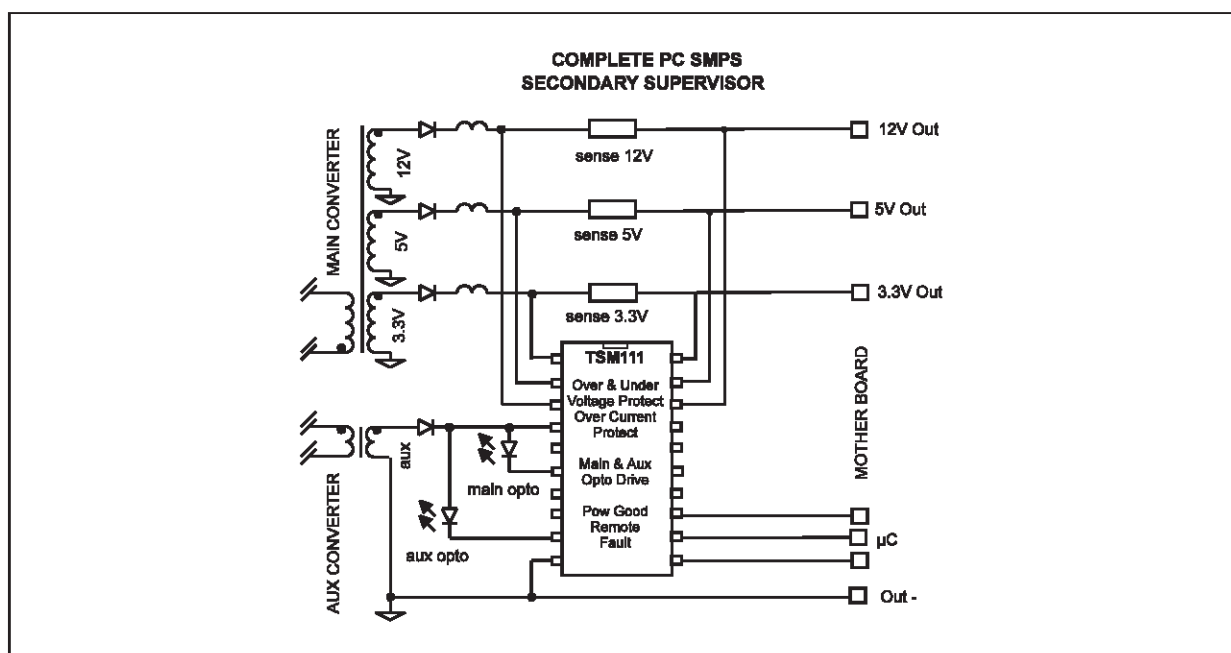 COMPLETE PC SMPS
SECONDARY SUPERVISOR
MAIN CONVERTER
12V
sense 12V
12V Out
5V
sense 5V
5V Out
3.3V
sense 3.3V
3.3V Out
TSM111
Over & Under
Voltage Protect
Over Current
Protect
Main & Aux
Opto Drive
Pow Good
Remote
Fault
MOTHER BOARD
AUX CONVERTER
aux
main opto
aux opto
µC
Out -